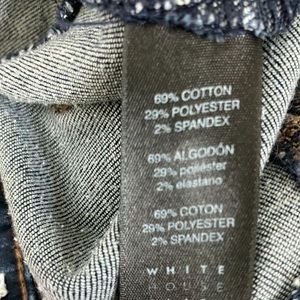 69% COTTON
29% POLYESTER
2% SPANDEX
69% ALGODÓN
29% poliéster
2% elastano
69% COTON
29% POLYESTER
2% SPANDEX
WHITE
HOUSE